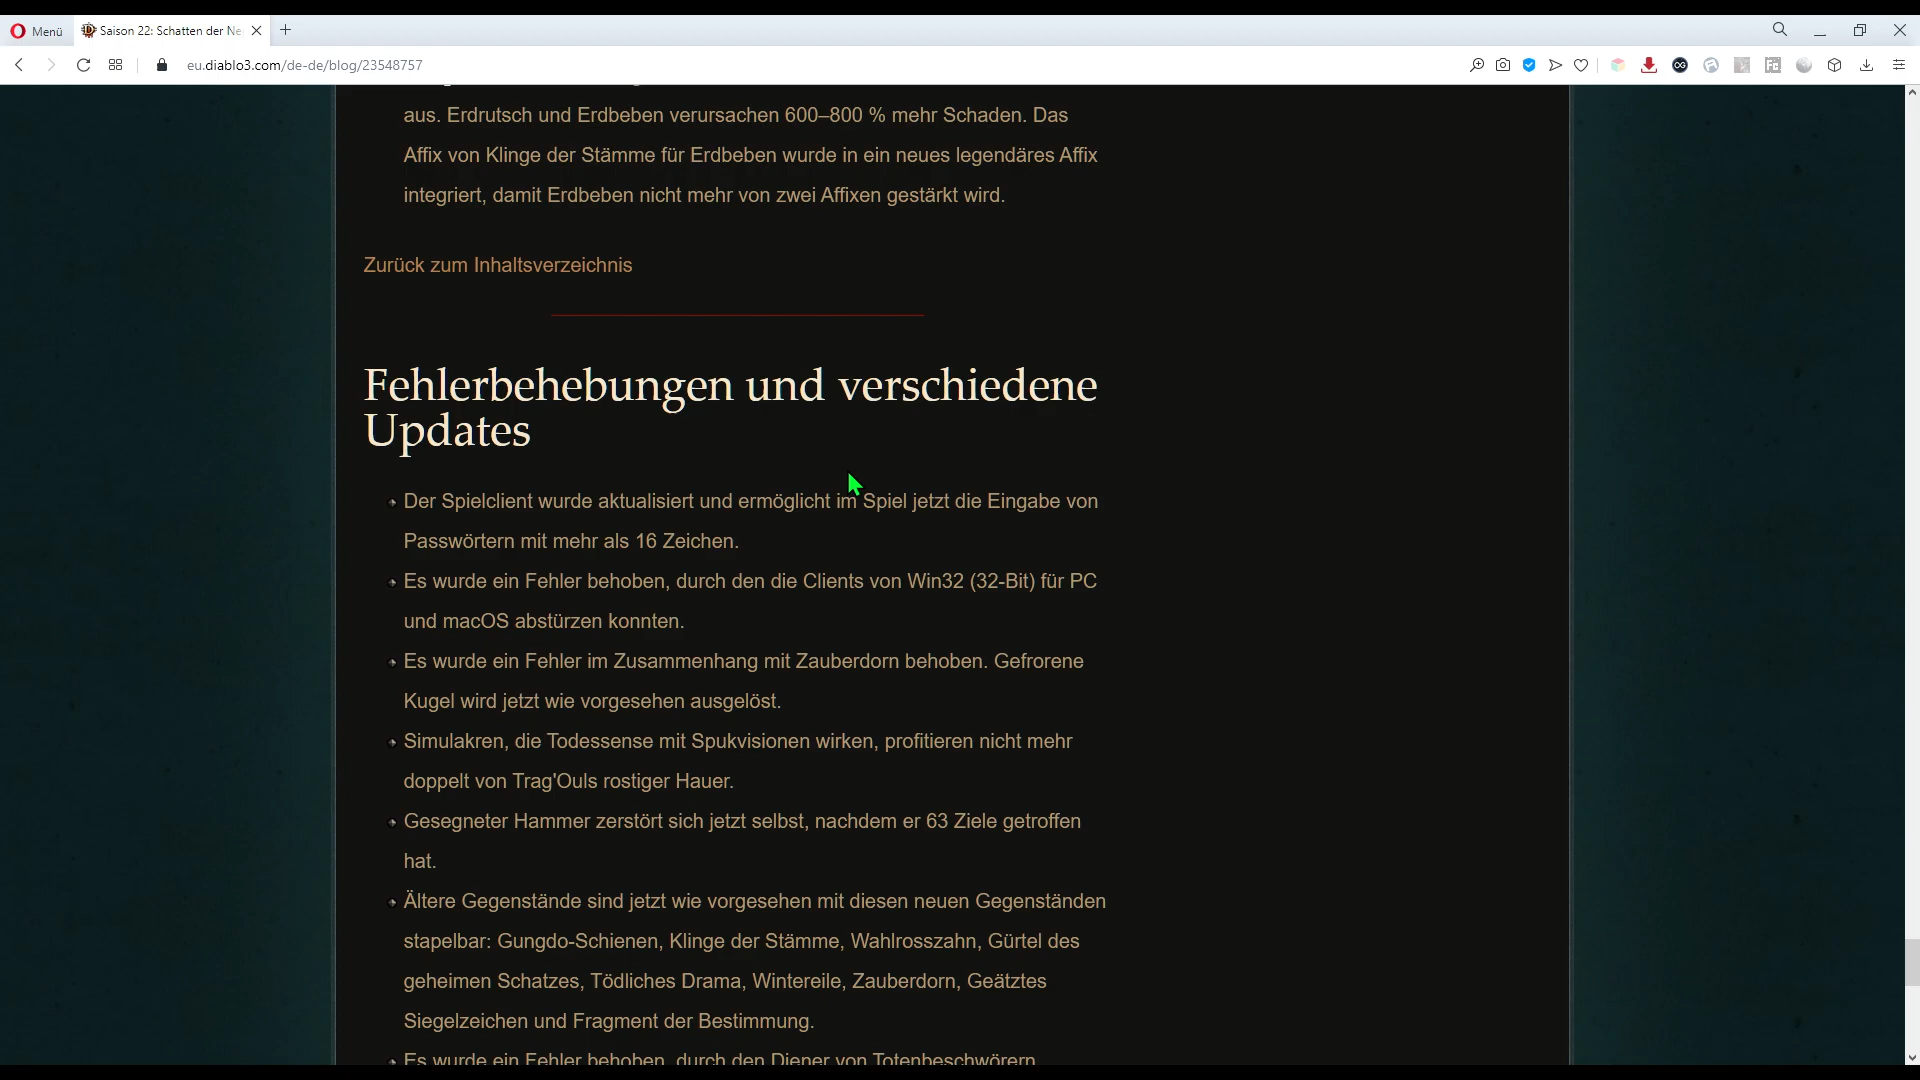 Menü
Saison 22: Schatten der Ne
eu.diablo3.com/de-de/blog/23548757
aus. Erdrutsch und Erdbeben verursachen 600–800 % mehr Schaden. Das
Affix von Klinge der Stämme für Erdbeben wurde in ein neues legendäres Affix
integriert, damit Erdbeben nicht mehr von zwei Affixen gestärkt wird.
Zurück zum Inhaltsverzeichnis
Fehlerbehebungen und verschiedene
Updates
Der Spielclient wurde aktualisiert und ermöglicht im Spiel jetzt die Eingabe von
Passwörtern mit mehr als 16 Zeichen.
Es wurde ein Fehler behoben, durch den die Clients von Win32 (32-Bit) für PC
und macOS abstürzen konnten.
Es wurde ein Fehler im Zusammenhang mit Zauberdorn behoben. Gefrorene
Kugel wird jetzt wie vorgesehen ausgelöst.
Simulakren, die Todessense mit Spukvisionen wirken, profitieren nicht mehr
doppelt von Trag'Ouls rostiger Hauer.
Gesegneter Hammer zerstört sich jetzt selbst, nachdem er 63 Ziele getroffen
hat.
Ältere Gegenstände sind jetzt wie vorgesehen mit diesen neuen Gegenständen
stapelbar: Gungdo-Schienen, Klinge der Stämme, Wahlrosszahn, Gürtel des
geheimen Schatzes, Tödliches Drama, Wintereile, Zauberdorn, Geätztes
Siegelzeichen und Fragment der Bestimmung.
Es wurde ein Fehler behoben, durch den Diener von Totenbeschwörern